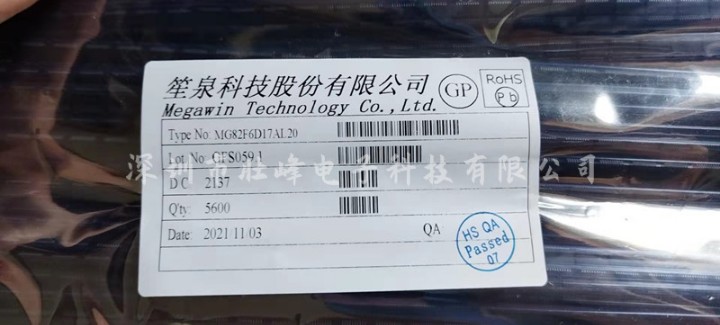 笙泉科技股份有限公司
Megawin Technology Co.,Ltd.
GP
RoHS
Pb
Type No: MG82F6D17AL20
Lot No: GFS059.1
深圳市胜峰电子科技有限公司
D/C 2137
Q'ty: 5600
Date: 2021/11/03 QA
HS QA
Passed
07